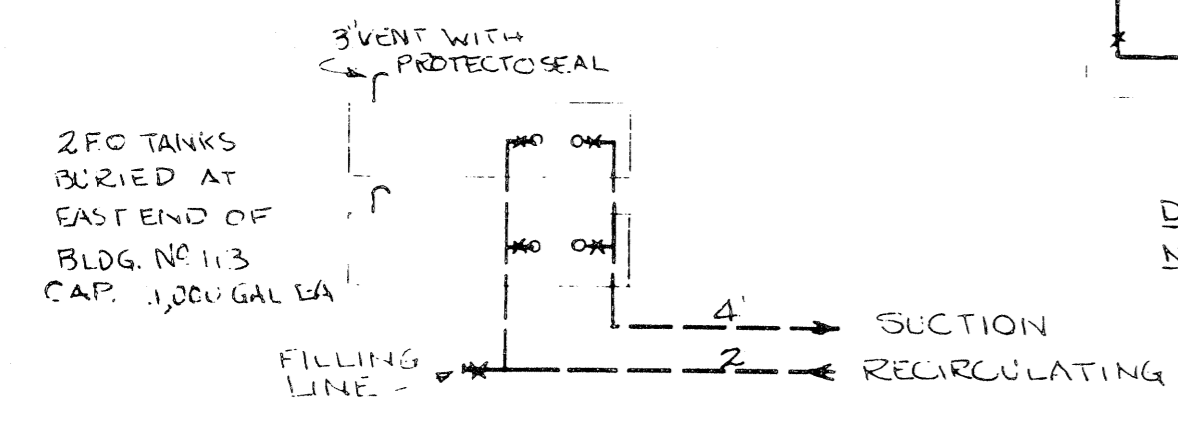 3" VENT WITH
PROTECTOSEAL
2 F.O TANKS
BURIED AT
EAST END OF
BLDG. Nº 113
CAP. 1,000 GAL EA
4'
SUCTION
2
RECIRCULATING
FILLING
LINE -
D
N